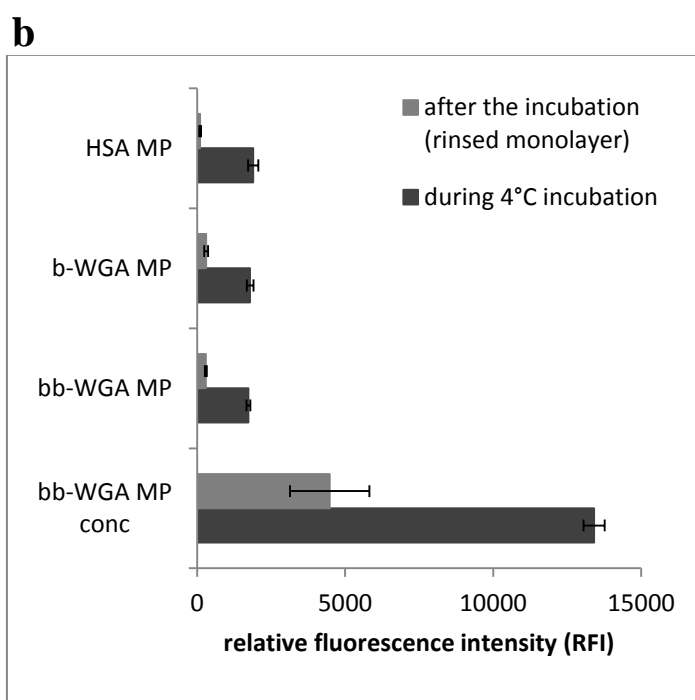 b
after the incubation
(rinsed monolayer)
during 4°C incubation
HSA MP
b-WGA MP
bb-WGA MP
bb-WGA MP
conc
0
5000
10000
15000
relative fluorescence intensity (RFI)